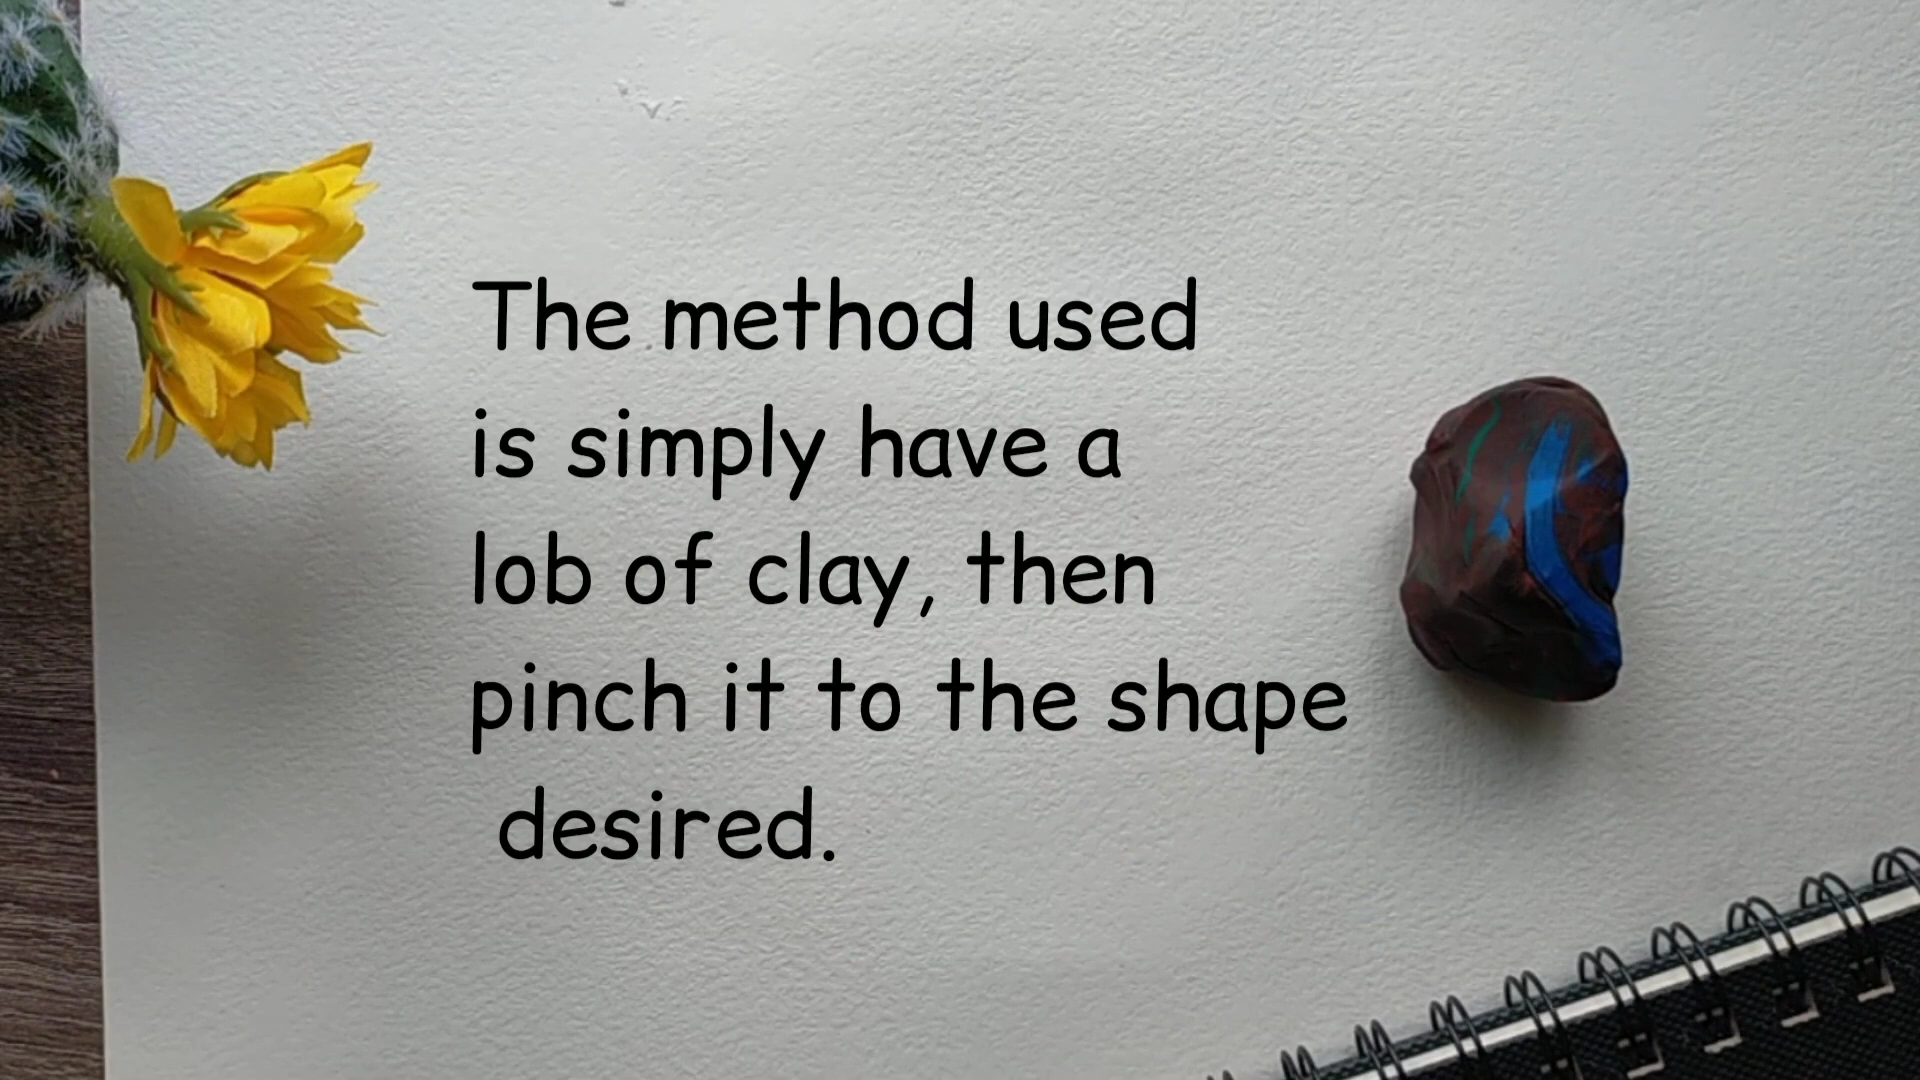 The method used
is simply have a
lob of clay, then
pinch it to the shape
desired.